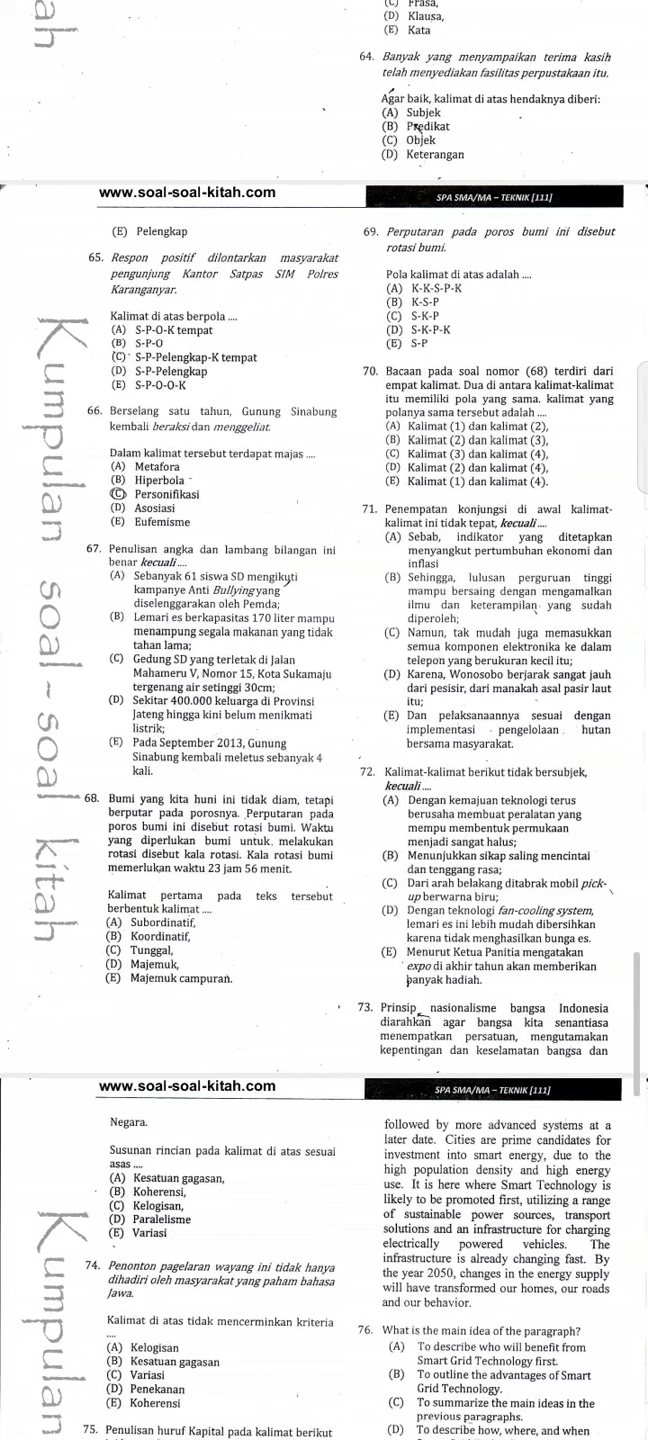 (C) Frasa,
(D) Klausa,
(E) Kata
64. Banyak yang menyampaikan terima kasih
telah menyediakan fasilitas perpustakaan itu.
Agar baik, kalimat di atas hendaknya diberi:
(A) Subjek
(B) Predikat
(C) Objek
(D) Keterangan
www.soal-soal-kitah.com
SPA SMA/MA – TEKNIK [111]
(E) Pelengkap
65. Respon positif dilontarkan masyarakat
pengunjung Kantor Satpas SIM Polres
Karanganyar.
Kalimat di atas berpola ....
(A) S-P-O-K tempat
(B) S-P-O
(C) S-P-Pelengkap-K tempat
(D) S-P-Pelengkap
(E) S-P-O-O-K
66. Berselang satu tahun, Gunung Sinabung
kembali beraksi dan menggeliat.
Dalam kalimat tersebut terdapat majas ....
(A) Metafora
(B) Hiperbola
(C) Personifikasi
(D) Asosiasi
(E) Eufemisme
67. Penulisan angka dan lambang bilangan ini
benar kecuali ....
(A) Sebanyak 61 siswa SD mengikuti
kampanye Anti Bullying yang
diselenggarakan oleh Pemda;
(B) Lemari es berkapasitas 170 liter mampu
menampung segala makanan yang tidak
tahan lama;
(C) Gedung SD yang terletak di Jalan
Mahameru V, Nomor 15, Kota Sukamaju
tergenang air setinggi 30cm;
(D) Sekitar 400.000 keluarga di Provinsi
Jateng hingga kini belum menikmati
listrik;
(E) Pada September 2013, Gunung
Sinabung kembali meletus sebanyak 4
kali.
68. Bumi yang kita huni ini tidak diam, tetapi
berputar pada porosnya. Perputaran pada
poros bumi ini disebut rotasi bumi. Waktu
yang diperlukan bumi untuk melakukan
rotasi disebut kala rotasi. Kala rotasi bumi
memerlukan waktu 23 jam 56 menit.
Kalimat pertama pada teks tersebut
berbentuk kalimat ....
(A) Subordinatif,
(B) Koordinatif,
(C) Tunggal,
(D) Majemuk,
(E) Majemuk campuran.
69. Perputaran pada poros bumi ini disebut
rotasi bumi.
Pola kalimat di atas adalah ....
(A) K-K-S-P-K
(B) K-S-P
(C) S-K-P
(D) S-K-P-K
(E) S-P
70. Bacaan pada soal nomor (68) terdiri dari
empat kalimat. Dua di antara kalimat-kalimat
itu memiliki pola yang sama. kalimat yang
polanya sama tersebut adalah ....
(A) Kalimat (1) dan kalimat (2),
(B) Kalimat (2) dan kalimat (3),
(C) Kalimat (3) dan kalimat (4),
(D) Kalimat (2) dan kalimat (4),
(E) Kalimat (1) dan kalimat (4).
71. Penempatan konjungsi di awal kalimat-
kalimat ini tidak tepat, kecuali ....
(A) Sebab, indikator yang ditetapkan
menyangkut pertumbuhan ekonomi dan
inflasi
(B) Sehingga, lulusan perguruan tinggi
mampu bersaing dengan mengamalkan
ilmu dan keterampilan yang sudah
diperoleh;
(C) Namun, tak mudah juga memasukkan
semua komponen elektronika ke dalam
telepon yang berukuran kecil itu;
(D) Karena, Wonosobo berjarak sangat jauh
dari pesisir, dari manakah asal pasir laut
itu;
(E) Dan pelaksanaannya sesuai dengan
implementasi pengelolaan hutan
bersama masyarakat.
72. Kalimat-kalimat berikut tidak bersubjek,
kecuali ....
(A) Dengan kemajuan teknologi terus
berusaha membuat peralatan yang
mempu membentuk permukaan
menjadi sangat halus;
(B) Menunjukkan sikap saling mencintai
dan tenggang rasa;
(C) Dari arah belakang ditabrak mobil pick-
up berwarna biru;
(D) Dengan teknologi fan-cooling system,
lemari es ini lebih mudah dibersihkan
karena tidak menghasilkan bunga es.
(E) Menurut Ketua Panitia mengatakan
expo di akhir tahun akan memberikan
banyak hadiah.
73. Prinsip nasionalisme bangsa Indonesia
diarahkan agar bangsa kita senantiasa
menempatkan persatuan, mengutamakan
kepentingan dan keselamatan bangsa dan
Kumpulan soal-soal kitah
www.soal-soal-kitah.com
SPA SMA/MA – TEKNIK [111]
Negara.
Susunan rincian pada kalimat di atas sesuai
asas ....
(A) Kesatuan gagasan,
(B) Koherensi,
(C) Kelogisan,
(D) Paralelisme
(E) Variasi
74. Penonton pagelaran wayang ini tidak hanya
dihadiri oleh masyarakat yang paham bahasa
Jawa.
Kalimat di atas tidak mencerminkan kriteria
....
(A) Kelogisan
(B) Kesatuan gagasan
(C) Variasi
(D) Penekanan
(E) Koherensi
75. Penulisan huruf Kapital pada kalimat berikut
followed by more advanced systems at a
later date. Cities are prime candidates for
investment into smart energy, due to the
high population density and high energy
use. It is here where Smart Technology is
likely to be promoted first, utilizing a range
of sustainable power sources, transport
solutions and an infrastructure for charging
electrically powered vehicles. The
infrastructure is already changing fast. By
the year 2050, changes in the energy supply
will have transformed our homes, our roads
and our behavior.
76. What is the main idea of the paragraph?
(A) To describe who will benefit from
Smart Grid Technology first.
(B) To outline the advantages of Smart
Grid Technology.
(C) To summarize the main ideas in the
previous paragraphs.
(D) To describe how, where, and when
Kumpulan